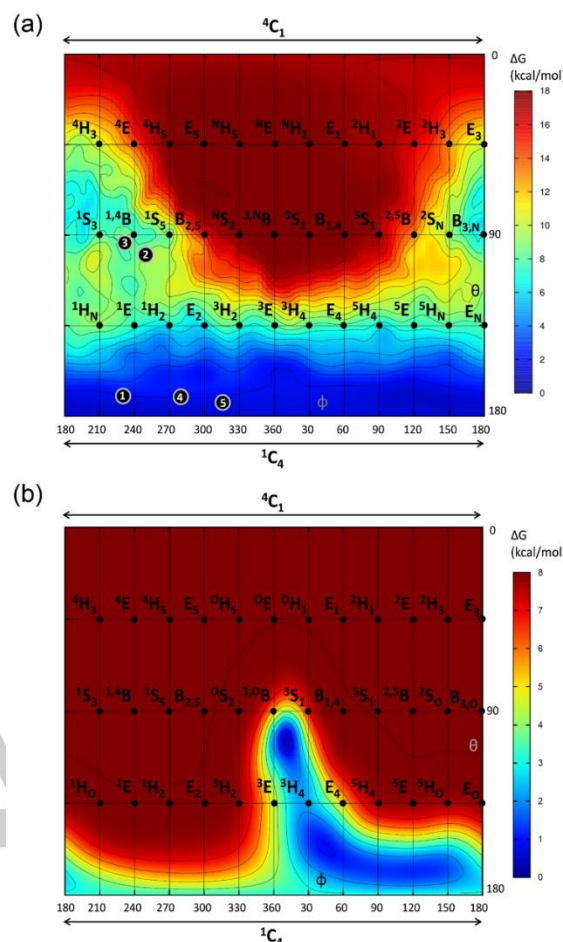 (a)
⁴C₁
ΔG
(kcal/mol)
0
⁴H₃ ⁴E ⁴H₅ E₅ ᴺH₅ ᴺE ᴺH₁ E₁ ²H₁ ²E ²H₃ E₃
18
16
14
12
10
8
6
4
2
0
¹S₃ ¹,⁴B ¹S₅ B₂,₅ ᴺS₂ ³,ᴺB ³S₁ B₁,₄ ⁵S₁ ²,⁵B ²Sɴ B₃,ɴ 90
3
2
θ
¹Hɴ ¹E ¹H₂ E₂ ³H₂ ³E ³H₄ E₄ ⁵H₄ ⁵E ⁵Hɴ Eɴ
1 4 5 ϕ
180
180 210 240 270 300 330 360 30 60 90 120 150 180
¹C₄
(b)
⁴C₁
ΔG
(kcal/mol)
0
⁴H₃ ⁴E ⁴H₅ E₅ ᴼH₅ ᴼE ᴼH₁ E₁ ²H₁ ²E ²H₃ E₃
8
7
6
5
4
3
2
1
0
¹S₃ ¹,⁴B ¹S₅ B₂,₅ ᴼS₂ ³,ᴼB ³S₁ B₁,₄ ⁵S₁ ²,⁵B ²Sₒ B₃,ₒ 90
θ
¹Hₒ ¹E ¹H₂ E₂ ³H₂ ³E ³H₄ E₄ ⁵H₄ ⁵E ⁵Hₒ Eₒ
ϕ
180
180 210 240 270 300 330 360 30 60 90 120 150 180
¹C₄